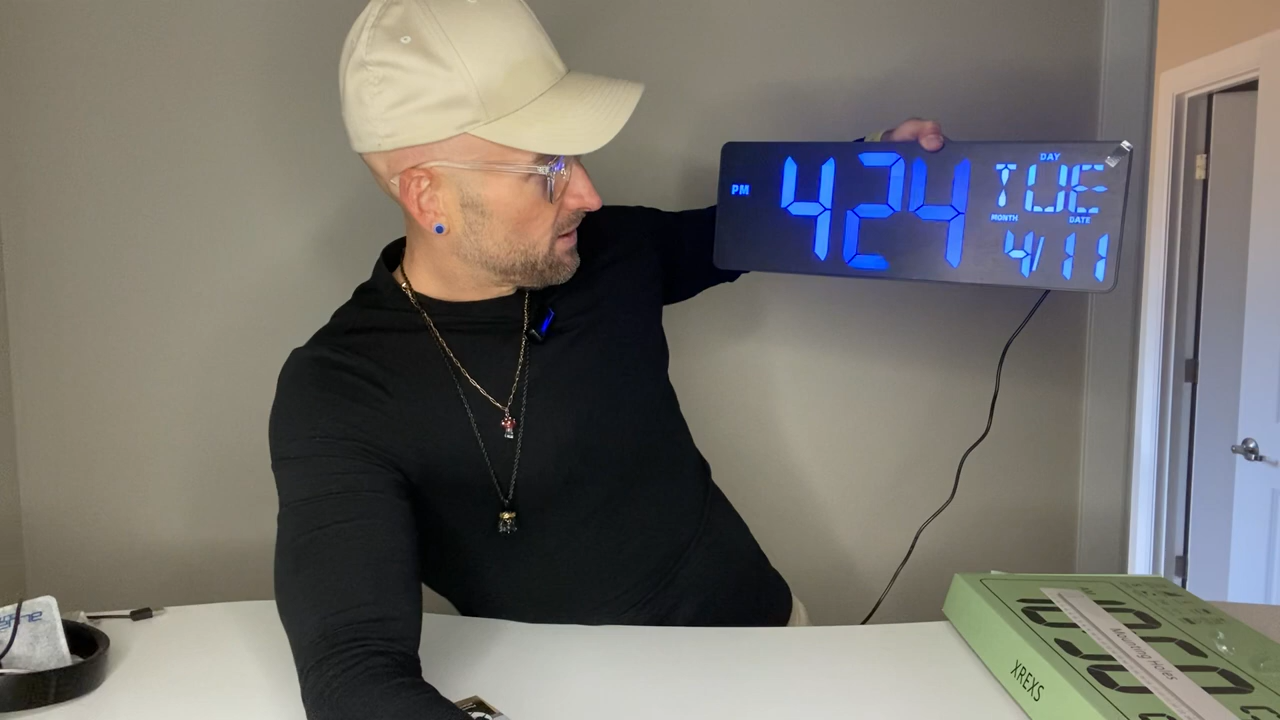 PM
424
DAY
TUE
MONTH DATE
4/11
Mounting Holes
XREXS